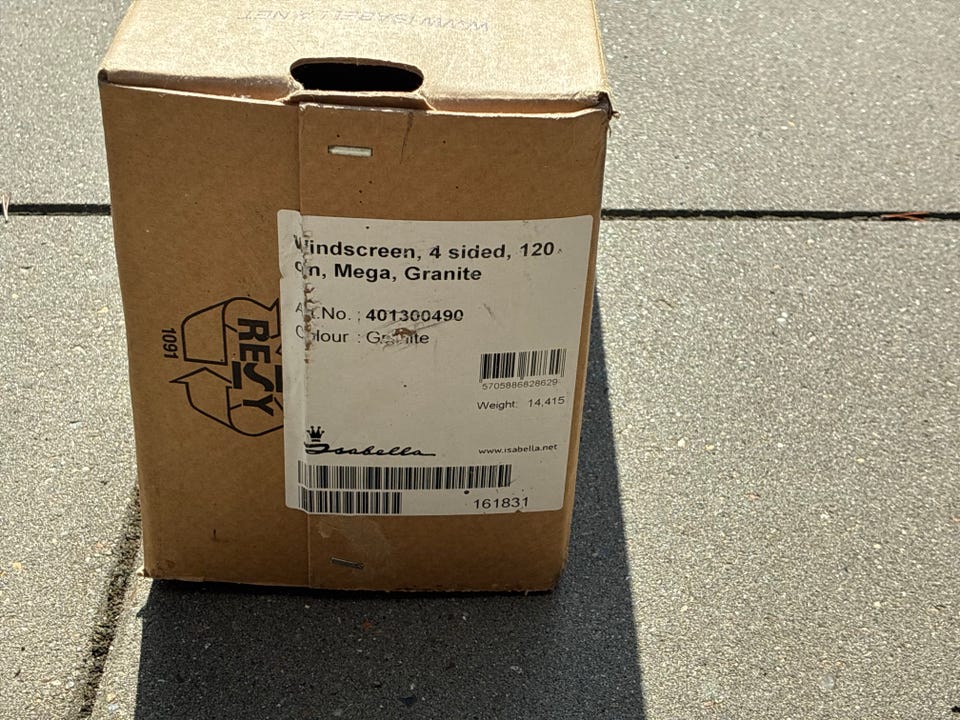 WWW.ISABELLA.NET
Windscreen, 4 sided, 120
cm, Mega, Granite
Art.No. : 401300490
Colour : Granite
5705886828629
Weight: 14,415
Isabella
www.isabella.net
161831
RESY
1091